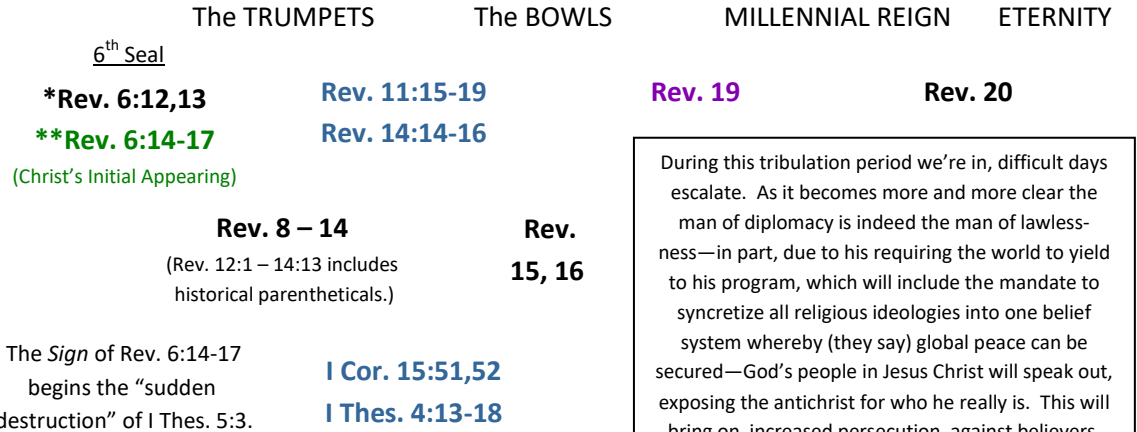 The TRUMPETS The BOWLS MILLENNIAL REIGN ETERNITY
6th Seal
*Rev. 6:12,13 Rev. 11:15-19 Rev. 19 Rev. 20
**Rev. 6:14-17 Rev. 14:14-16
(Christ’s Initial Appearing)
Rev. 8 – 14 Rev.
(Rev. 12:1 – 14:13 includes 15, 16
historical parentheticals.)
The Sign of Rev. 6:14-17
begins the “sudden
destruction” of I Thes. 5:3.
I Cor. 15:51,52
I Thes. 4:13-18
During this tribulation period we’re in, difficult days
escalate. As it becomes more and more clear the
man of diplomacy is indeed the man of lawless-
ness—in part, due to his requiring the world to yield
to his program, which will include the mandate to
syncretize all religious ideologies into one belief
system whereby (they say) global peace can be
secured—God’s people in Jesus Christ will speak out,
exposing the antichrist for who he really is. This will
bring on increased persecution against believers